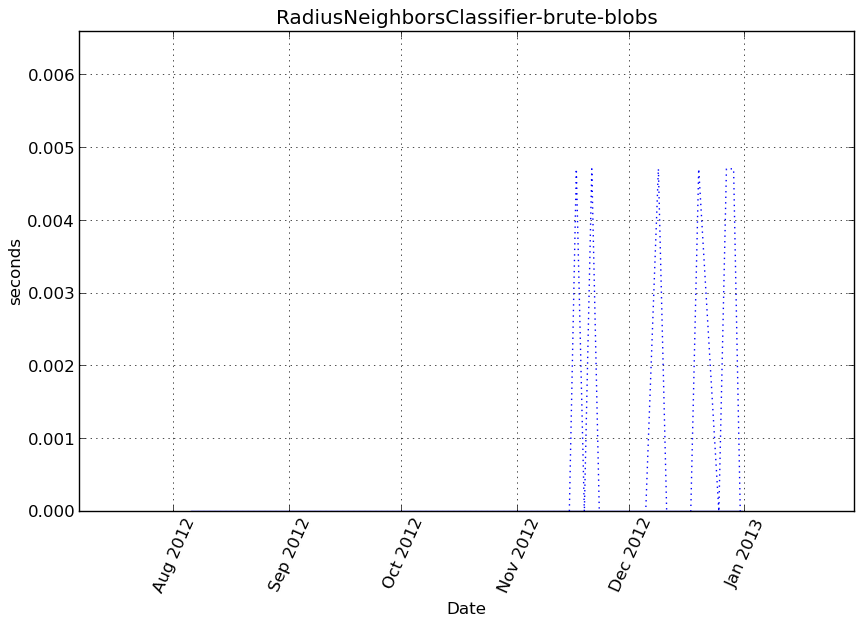 RadiusNeighborsClassifier-brute-blobs
0.006
0.005
0.004
0.003
0.002
0.001
0.000
seconds
Aug 2012
Sep 2012
Oct 2012
Nov 2012
Dec 2012
Jan 2013
Date